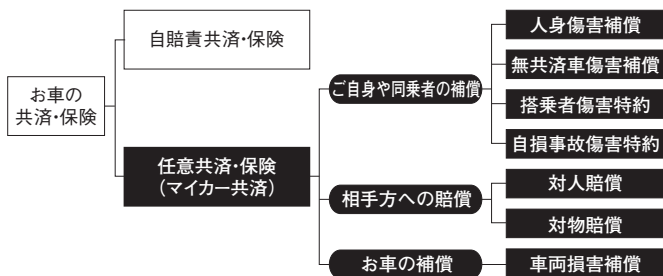 お車の
共済・保険
自賠責共済・保険
任意共済・保険
(マイカー共済)
ご自身や同乗者の補償
人身傷害補償
無共済車傷害補償
搭乗者傷害特約
自損事故傷害特約
相手方への賠償
対人賠償
対物賠償
お車の補償
車両損害補償